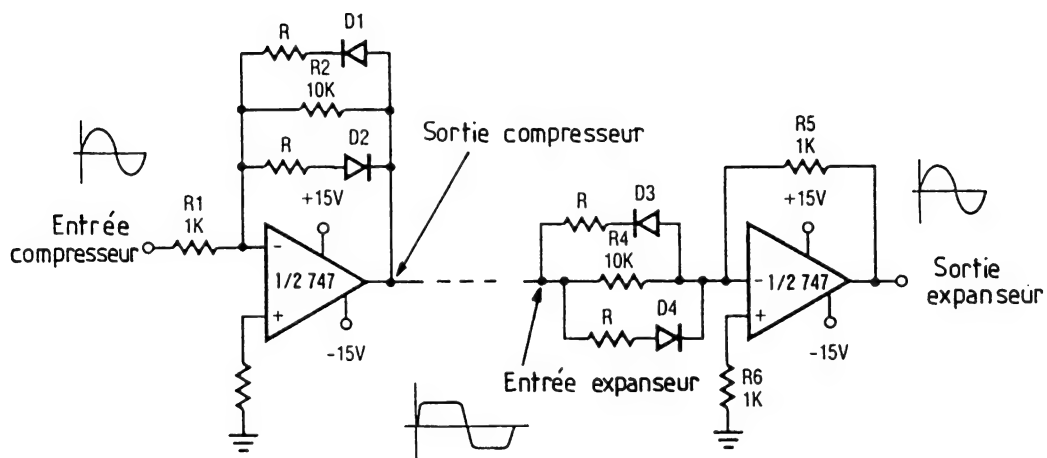 R D1
R2
10K
R D2
Sortie compresseur
+15V
R1
1K
Entrée
compresseur
-
1/2 747
+
-15V
R D3
R4
10K
R D4
Entrée expanseur
R5
1K
+15V
-
1/2 747
+
-15V
R6
1K
Sortie
expanseur